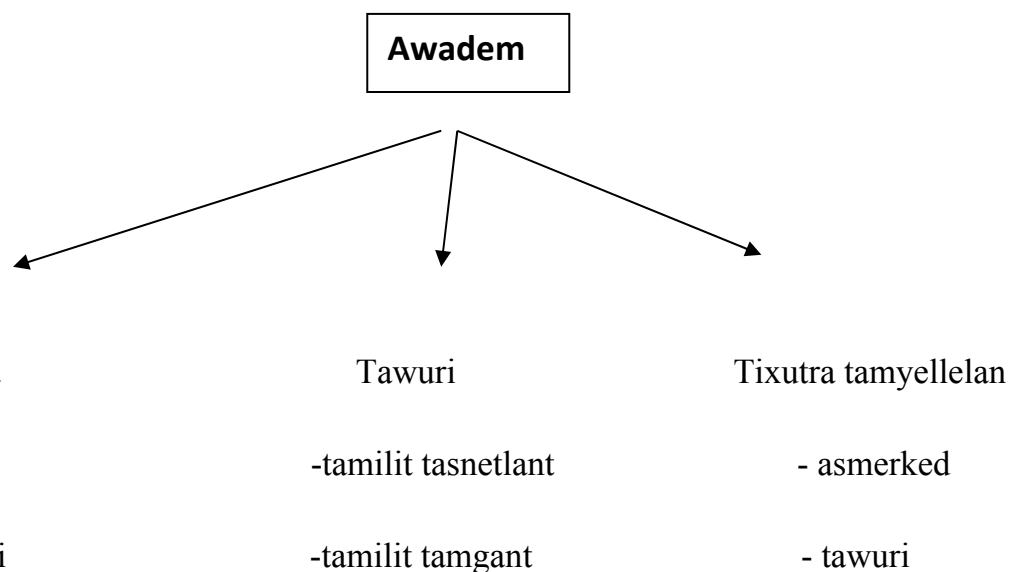 Awadem
Tawuri Tixutra tamyellelan
-tamilit tasnetlant - asmerked
-tamilit tamgant - tawuri